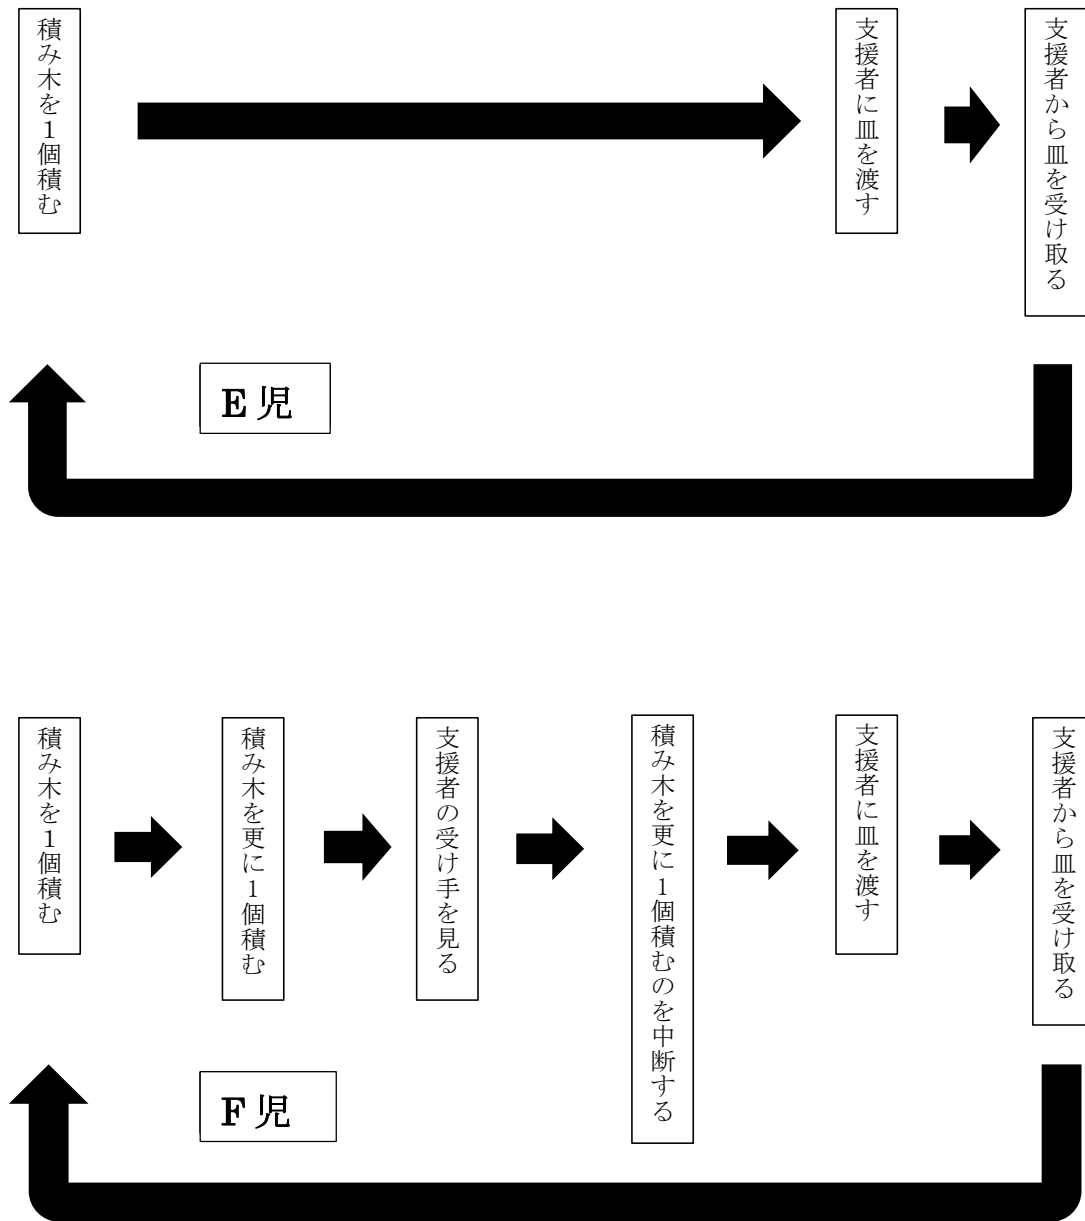 積み木を１個積む
支援者に皿を渡す
支援者から皿を受け取る
E 児
積み木を１個積む
積み木を更に１個積む
支援者の受け手を見る
積み木を更に１個積むのを中断する
支援者に皿を渡す
支援者から皿を受け取る
F 児